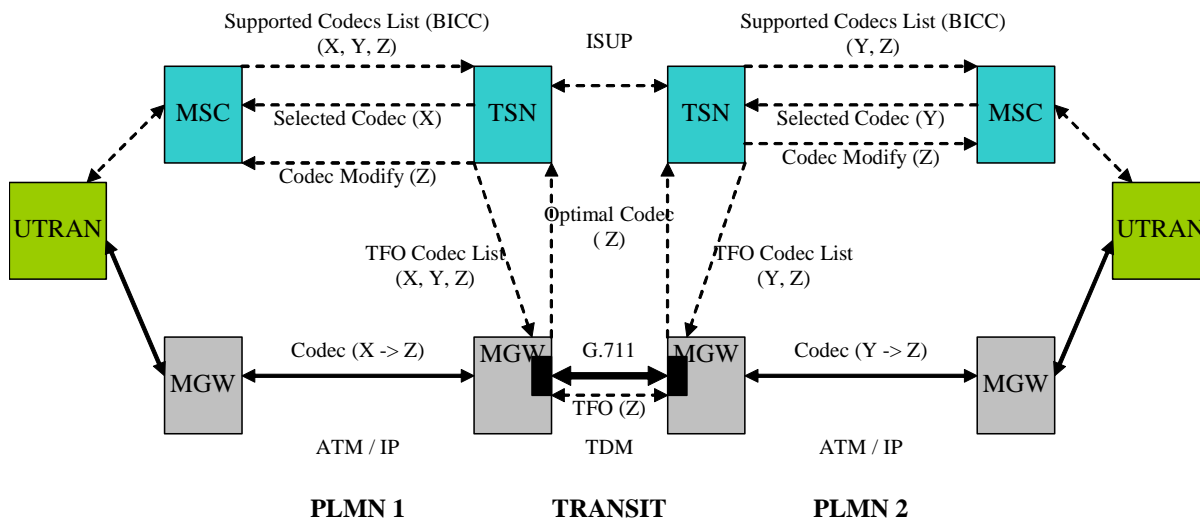 Supported Codecs List (BICC)
(X, Y, Z)
ISUP
Supported Codecs List (BICC)
(Y, Z)
MSC
TSN
TSN
MSC
Selected Codec (X)
Selected Codec (Y)
Codec Modify (Z)
Codec Modify (Z)
UTRAN
Optimal Codec
( Z)
UTRAN
TFO Codec List
(X, Y, Z)
TFO Codec List
(Y, Z)
MGW
Codec (X -> Z)
MGW
G.711
MGW
Codec (Y -> Z)
MGW
TFO (Z)
ATM / IP
TDM
ATM / IP
PLMN 1
TRANSIT
PLMN 2